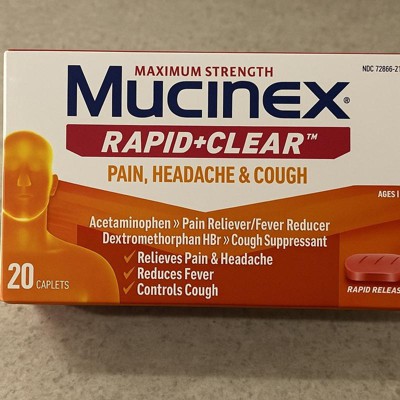 MAXIMUM STRENGTH
NDC 72866-21
Mucinex®
RAPID+CLEAR™
PAIN, HEADACHE & COUGH
AGES
Acetaminophen » Pain Reliever/Fever Reducer
Dextromethorphan HBr » Cough Suppressant
✓ Relieves Pain & Headache
✓ Reduces Fever
✓ Controls Cough
20 CAPLETS
RAPID RELEAS